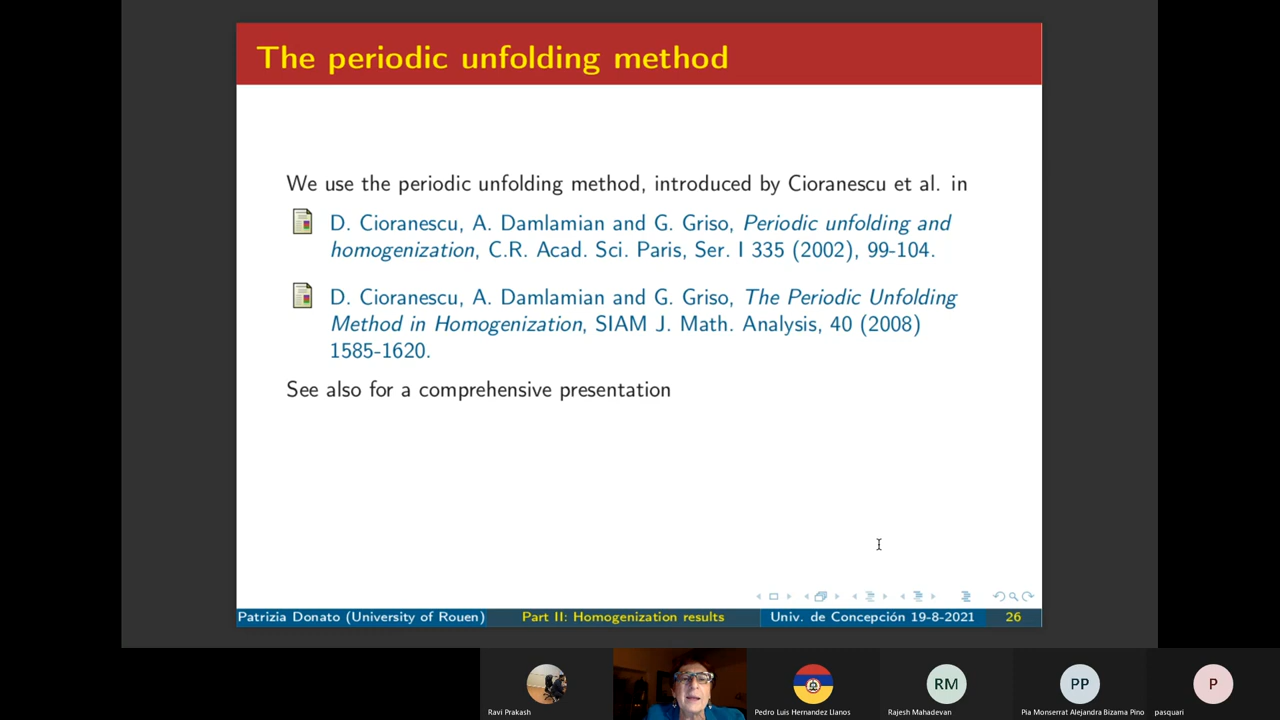 The periodic unfolding method
We use the periodic unfolding method, introduced by Cioranescu et al. in
D. Cioranescu, A. Damlamian and G. Griso, Periodic unfolding and
homogenization, C.R. Acad. Sci. Paris, Ser. I 335 (2002), 99-104.
D. Cioranescu, A. Damlamian and G. Griso, The Periodic Unfolding
Method in Homogenization, SIAM J. Math. Analysis, 40 (2008)
1585-1620.
See also for a comprehensive presentation
Patrizia Donato (University of Rouen) Part II: Homogenization results Univ. de Concepción 19-8-2021 26
RM PP P
Ravi Prakash Pedro Luis Hernandez Llanos Rajesh Mahadevan Pia Monserrat Alejandra Bizama Pino pasquari